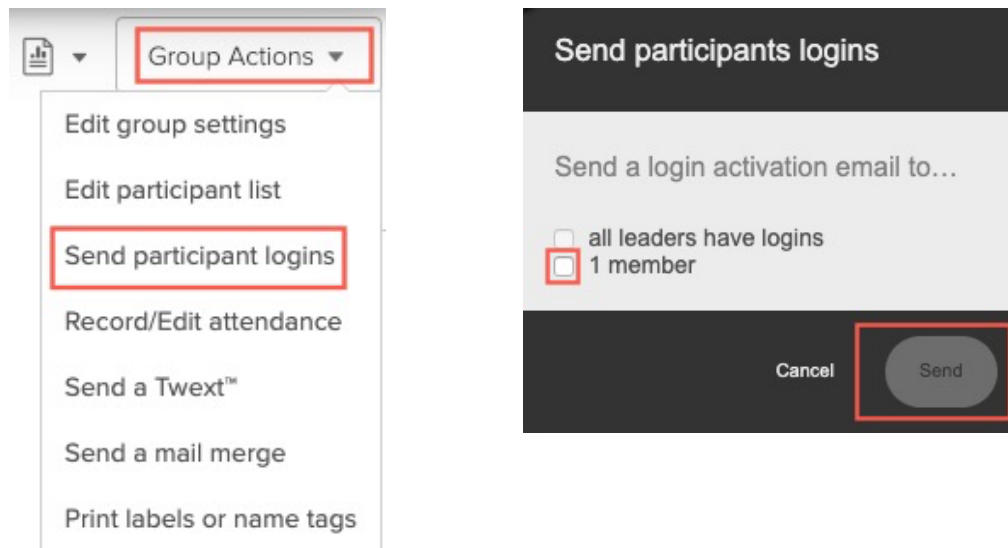 Group Actions
Edit group settings
Edit participant list
Send participant logins
Record/Edit attendance
Send a Twext™
Send a mail merge
Print labels or name tags
Send participants logins
Send a login activation email to…
all leaders have logins
1 member
Cancel
Send